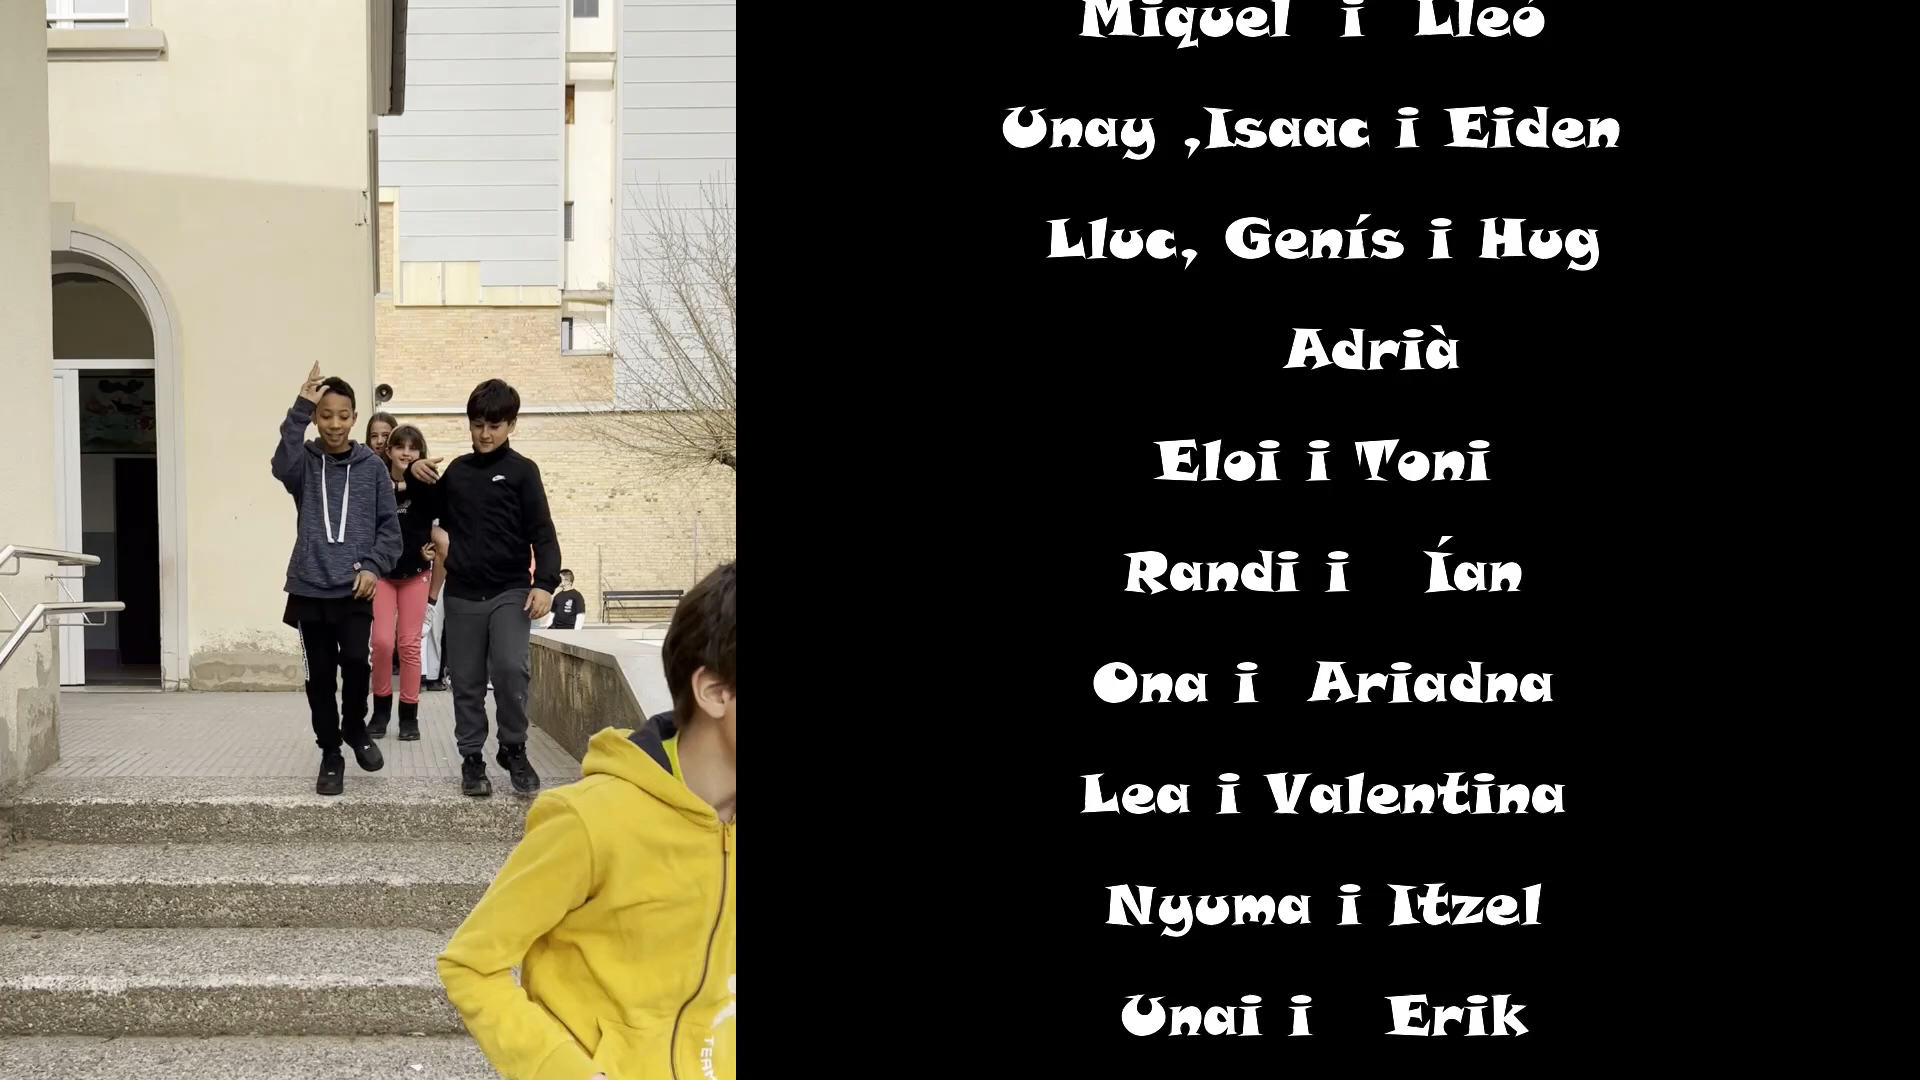 Miquel i Lleó
Unay ,Isaac i Eiden
Lluc, Genís i Hug
Adrià
Eloi i Toni
Randi i Ían
Ona i Ariadna
Lea i Valentina
Nyuma i Itzel
Unai i Erik